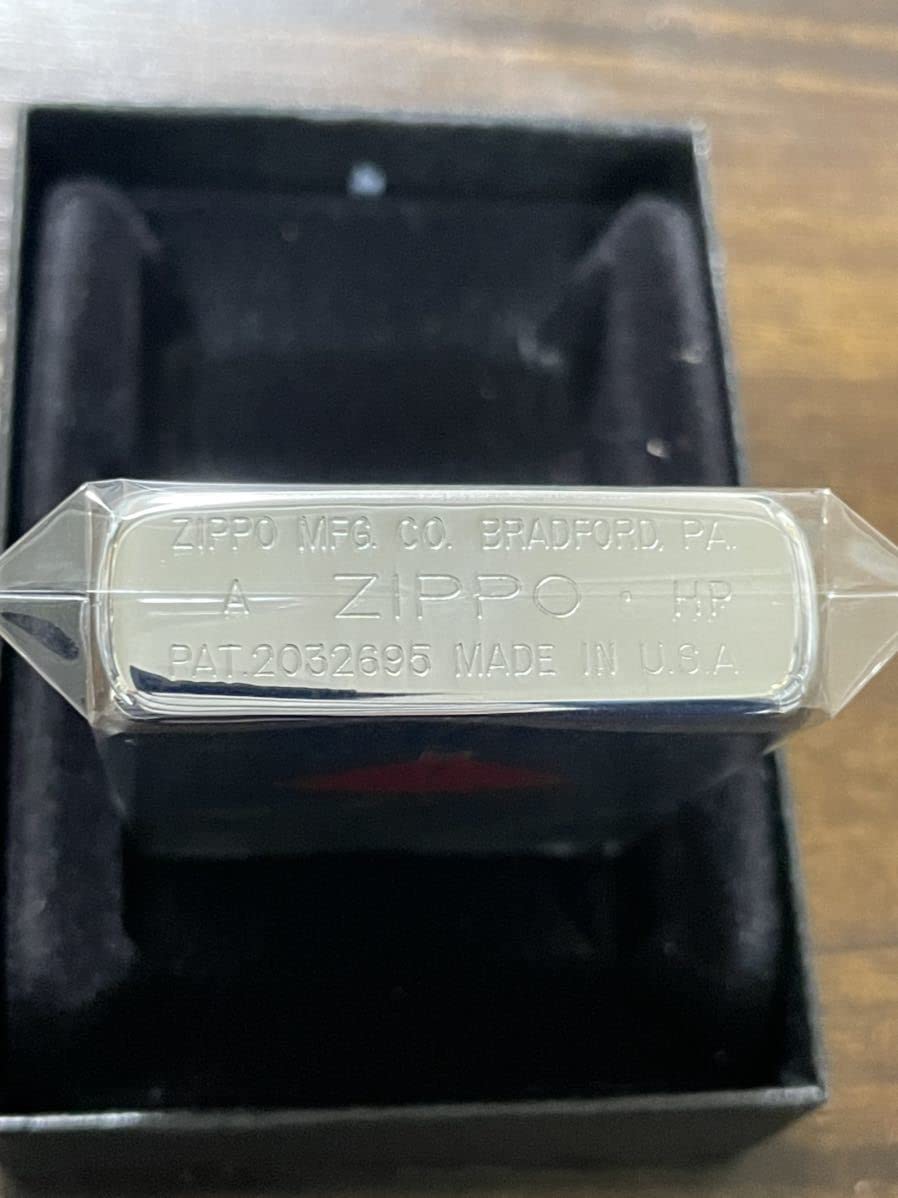 ZIPPO MFG. CO. BRADFORD, PA.
A ZIPPO • HP
PAT.2032695 MADE IN U.S.A.